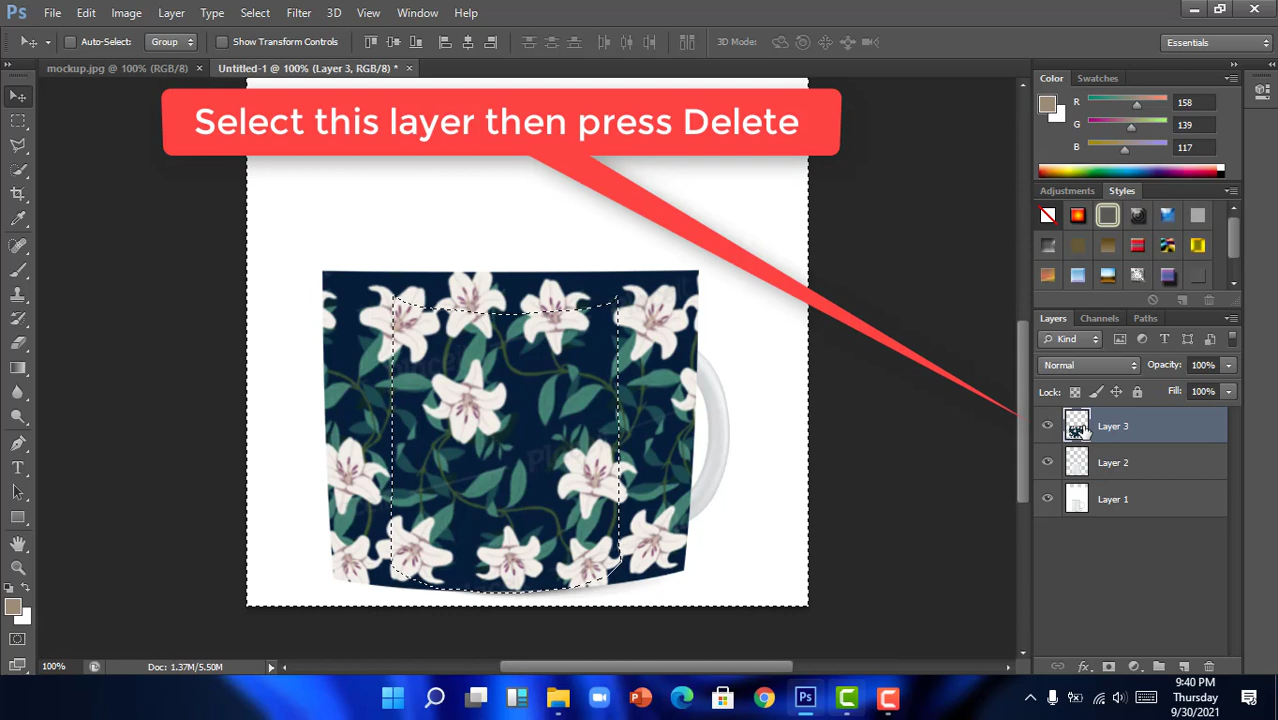 Ps File Edit Image Layer Type Select Filter 3D View Window Help
Auto-Select: Group Show Transform Controls 3D Mode: Essentials
mockup.jpg @ 100% (RGB/8) × Untitled-1 @ 100% (Layer 3, RGB/8) * ×
Color Swatches
R 158
G 139
B 117
Select this layer then press Delete
Adjustments Styles
Layers Channels Paths
Kind
Normal Opacity: 100%
Lock: Fill: 100%
Layer 3
Layer 2
Layer 1
100% Doc: 1.37M/5.50M
fx
Ps
9:40 PM
Thursday
9/30/2021